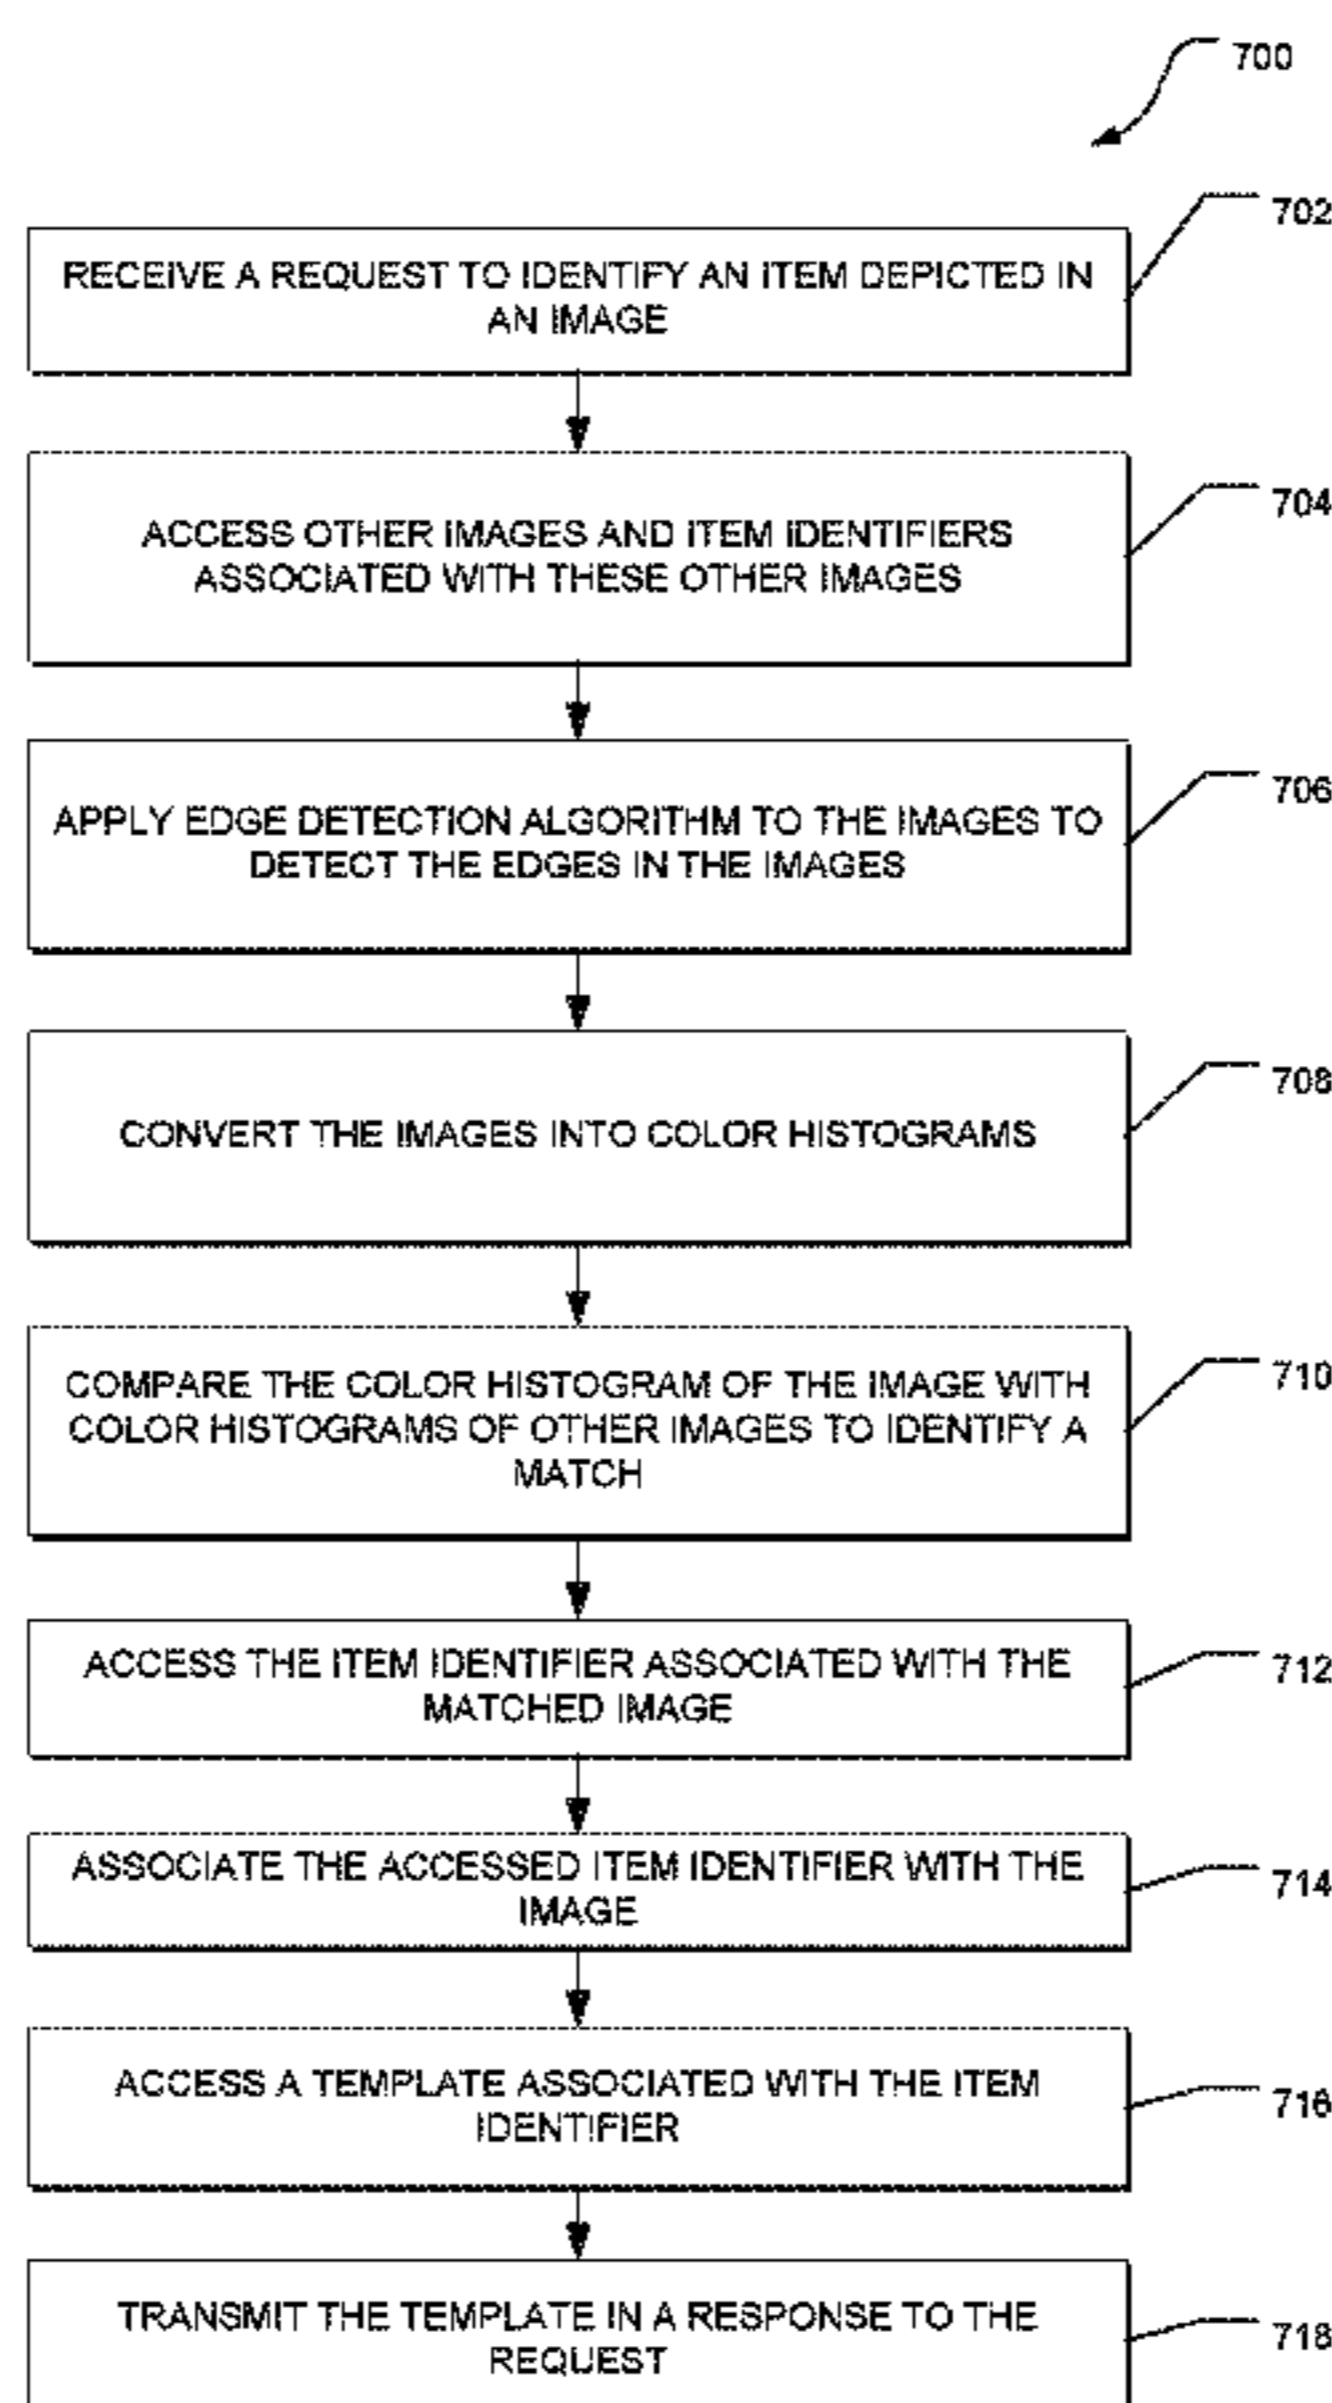 700
702
RECEIVE A REQUEST TO IDENTIFY AN ITEM DEPICTED IN
AN IMAGE
704
ACCESS OTHER IMAGES AND ITEM IDENTIFIERS
ASSOCIATED WITH THESE OTHER IMAGES
706
APPLY EDGE DETECTION ALGORITHM TO THE IMAGES TO
DETECT THE EDGES IN THE IMAGES
708
CONVERT THE IMAGES INTO COLOR HISTOGRAMS
710
COMPARE THE COLOR HISTOGRAM OF THE IMAGE WITH
COLOR HISTOGRAMS OF OTHER IMAGES TO IDENTIFY A
MATCH
712
ACCESS THE ITEM IDENTIFIER ASSOCIATED WITH THE
MATCHED IMAGE
714
ASSOCIATE THE ACCESSED ITEM IDENTIFIER WITH THE
IMAGE
716
ACCESS A TEMPLATE ASSOCIATED WITH THE ITEM
IDENTIFIER
718
TRANSMIT THE TEMPLATE IN A RESPONSE TO THE
REQUEST